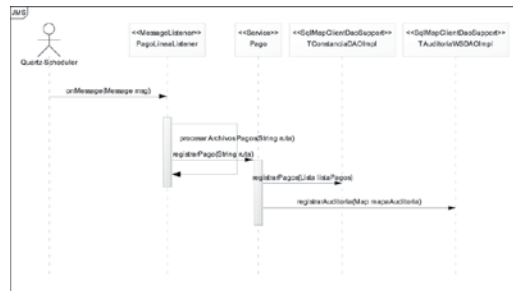 JMS
<<MessageListener>>
PagoLineaListener
<<Service>>
Pago
<<SqlMapClientDaoSupport>>
TConstanciaDAOImpl
<<SqlMapClientDaoSupport>>
TAuditoriaWSDAOImpl
Quartz-Scheduler
onMessage(Message msg)
procesarArchivosPagos(String ruta)
registrarPago(String ruta)
registrarPagos(Lista listaPagos)
registrarAuditoria(Map mapaAuditoria)